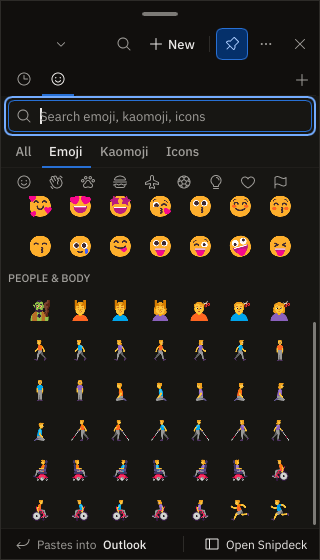 New
Search emoji, kaomoji, icons
All Emoji Kaomoji Icons
PEOPLE & BODY
Pastes into Outlook Open Snipdeck